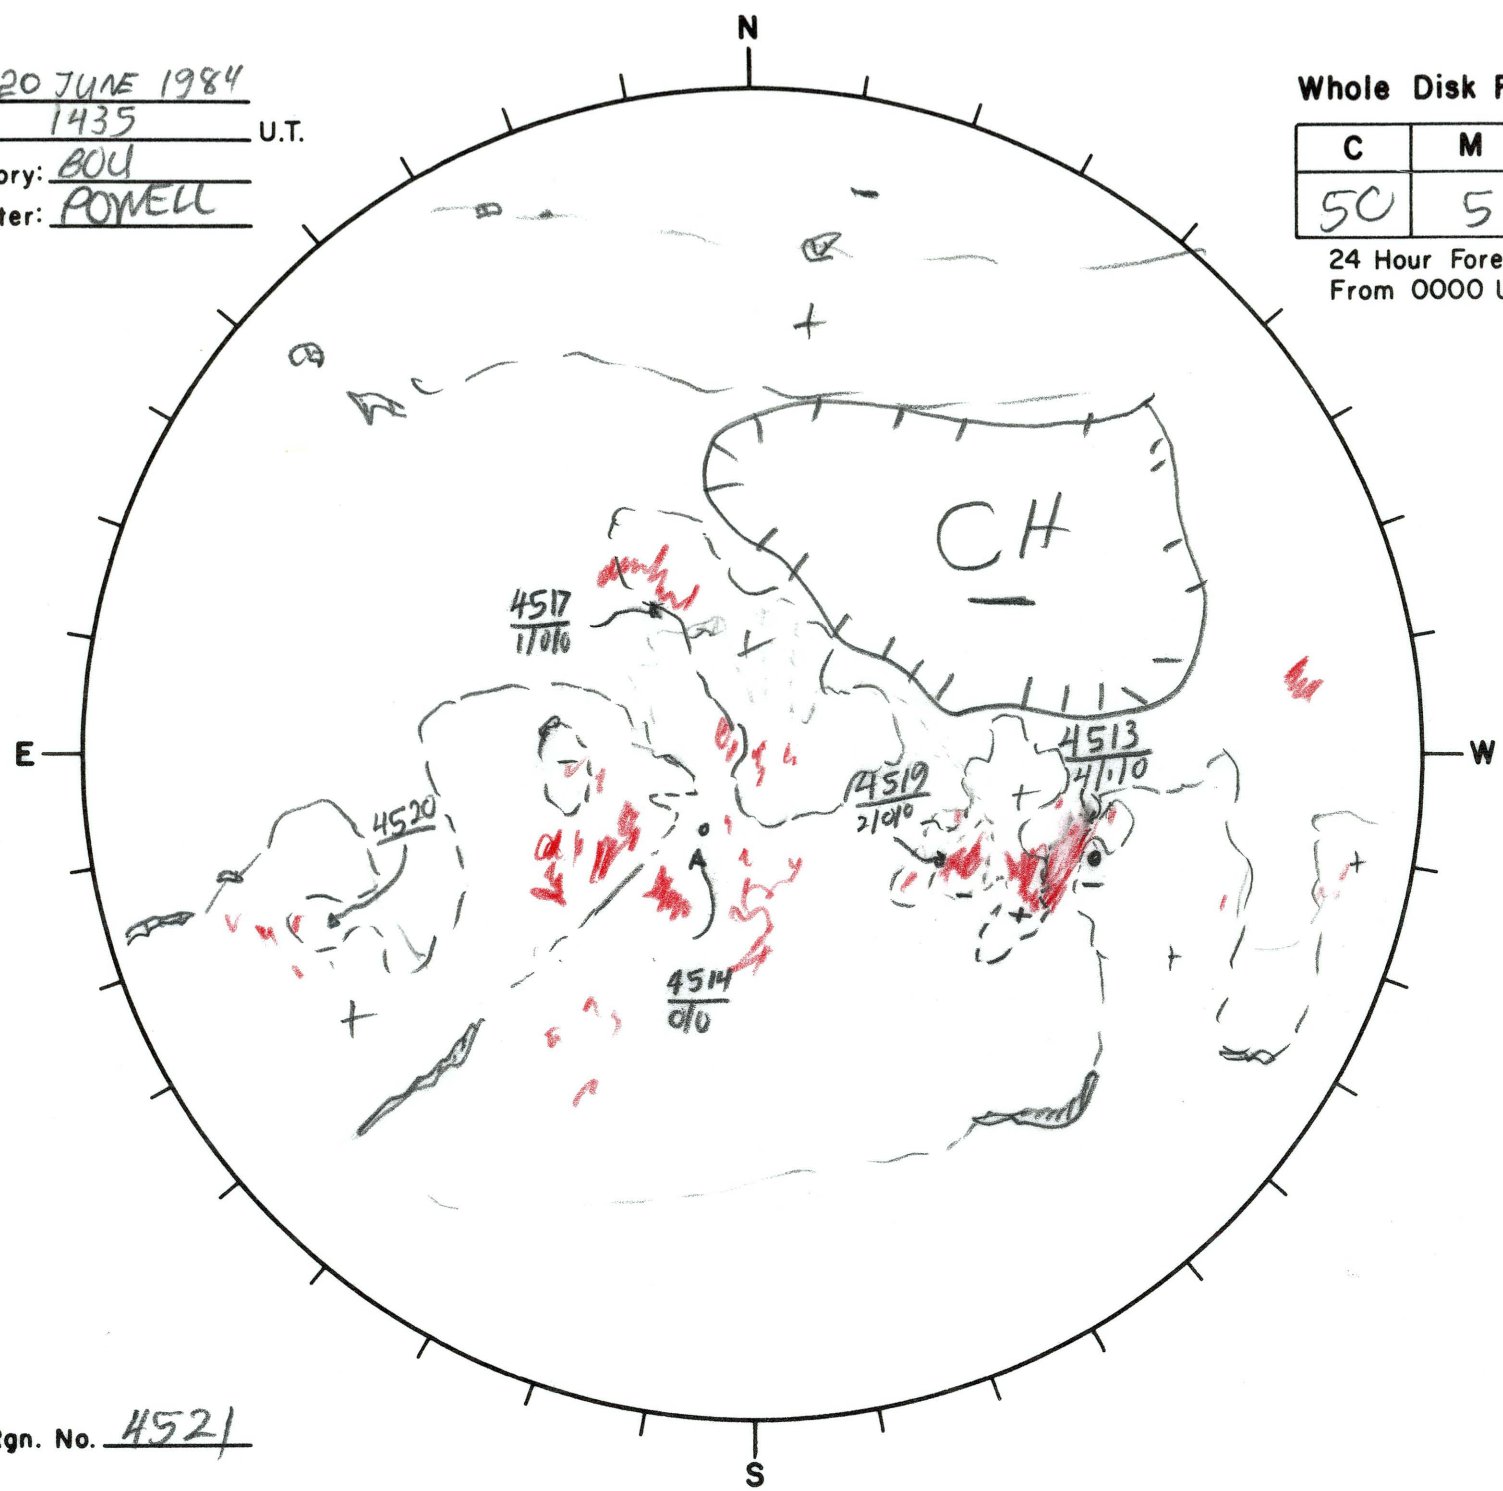 N
20 JUNE 1984
1435 U.T.
ory: BOU
ter: POWELL
Whole Disk F
C M
50 5
24 Hour Fore
From 0000 U
CH
4517
1/0/0
E
W
4513
4/1/0
4519
2/0/0
4520
A
4514
0/0
gn. No. 4521
S